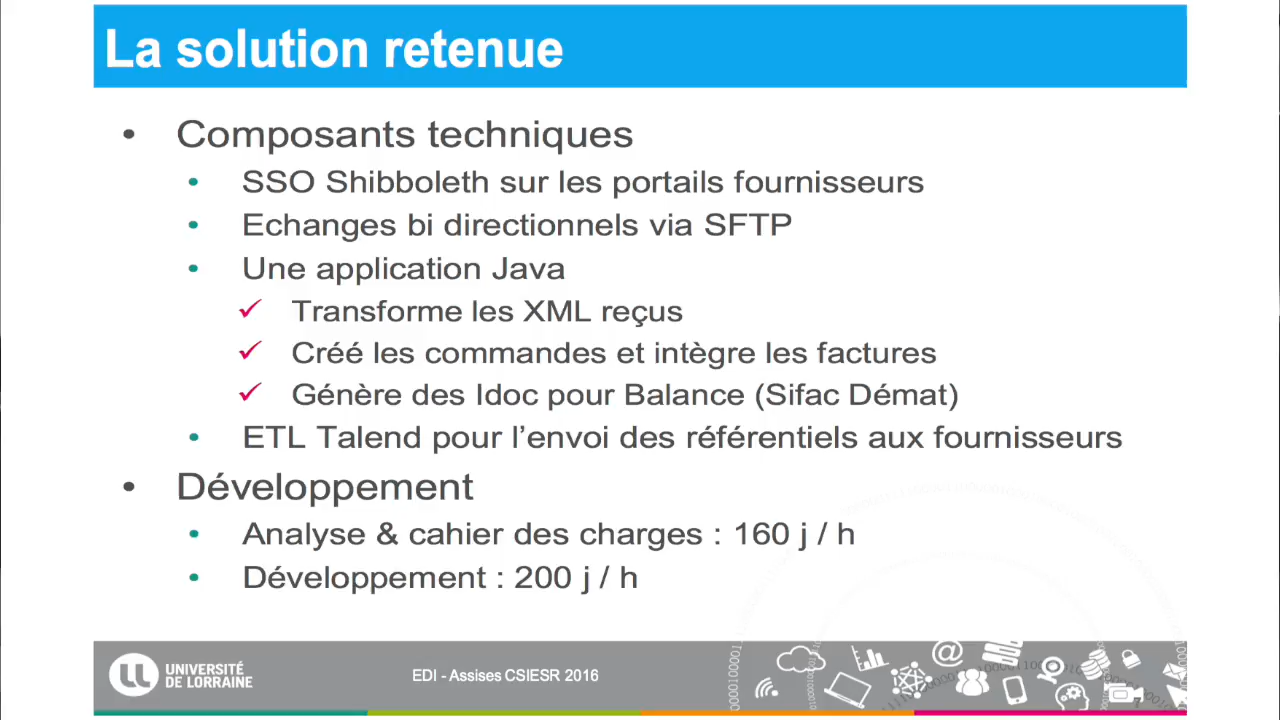 La solution retenue
• Composants techniques
• SSO Shibboleth sur les portails fournisseurs
• Echanges bi directionnels via SFTP
• Une application Java
✓ Transforme les XML reçus
✓ Créé les commandes et intègre les factures
✓ Génère des Idoc pour Balance (Sifac Démat)
• ETL Talend pour l’envoi des référentiels aux fournisseurs
• Développement
• Analyse & cahier des charges : 160 j / h
• Développement : 200 j / h
UNIVERSITÉ
DE LORRAINE
EDI - Assises CSIESR 2016